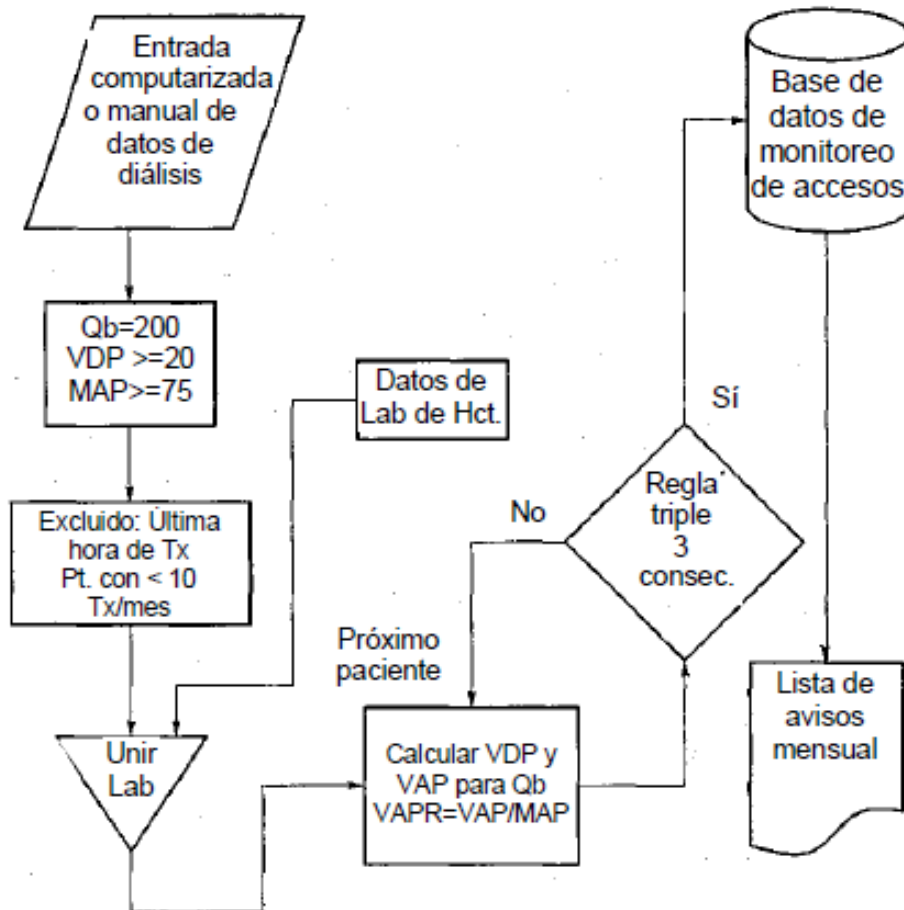 Entrada
computarizada
o manual de
datos de
diálisis
Qb=200
VDP >=20
MAP>=75
Excluido: Última
hora de Tx
Pt. con < 10
Tx/mes
Unir
Lab
Datos de
Lab de Hct.
Próximo
paciente
Calcular VDP y
VAP para Qb
VAPR=VAP/MAP
No
Regla
triple
3
consec.
Sí
Base de
datos de
monitoreo
de accesos
Lista de
avisos
mensual